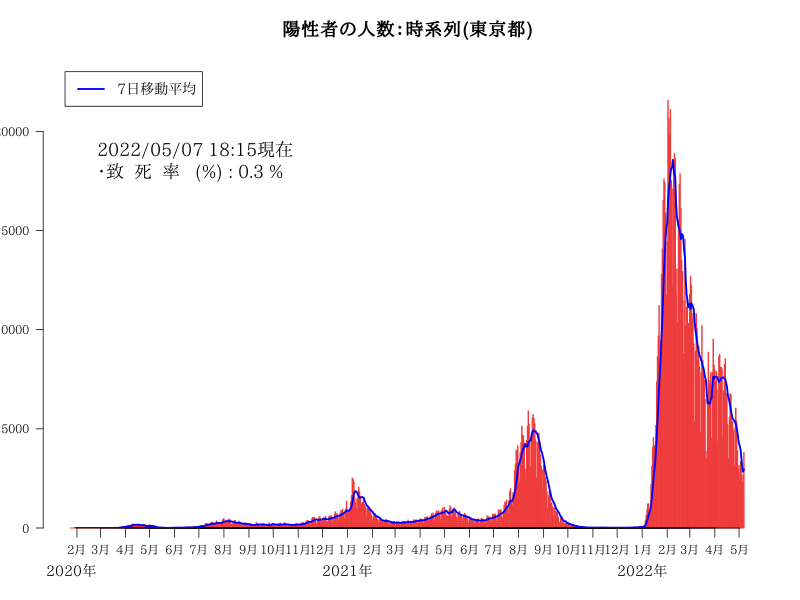 陽性者の人数：時系列(東京都)
7日移動平均
2022/05/07 18:15現在
・致 死 率 (%) : 0.3 %
0000
5000
0000
5000
0
2月 3月 4月 5月 6月 7月 8月 9月 10月11月12月 1月 2月 3月 4月 5月 6月 7月 8月 9月 10月11月12月 1月 2月 3月 4月 5月
2020年 2021年 2022年